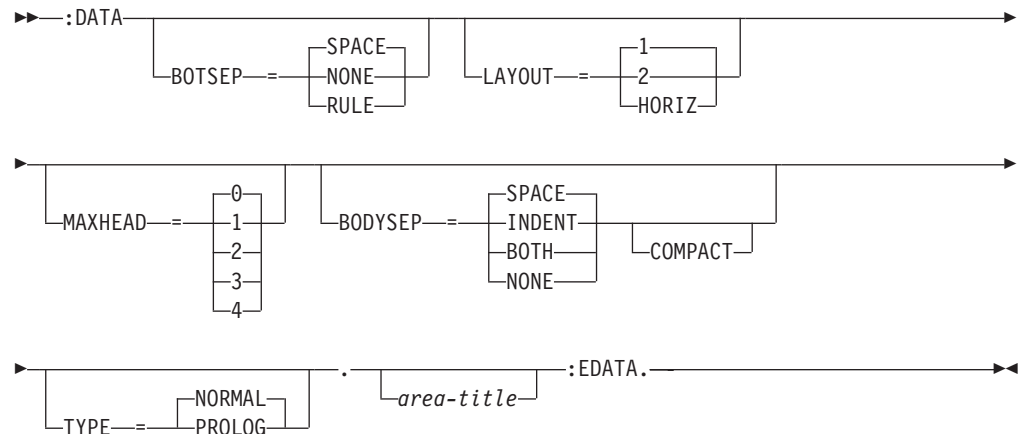 :DATA
SPACE
1
BOTSEP = NONE
LAYOUT = 2
RULE
HORIZ
0
SPACE
MAXHEAD = 1
BODYSEP = INDENT
2
BOTH
COMPACT
3
NONE
4
. :EDATA.
NORMAL
area-title
TYPE = PROLOG